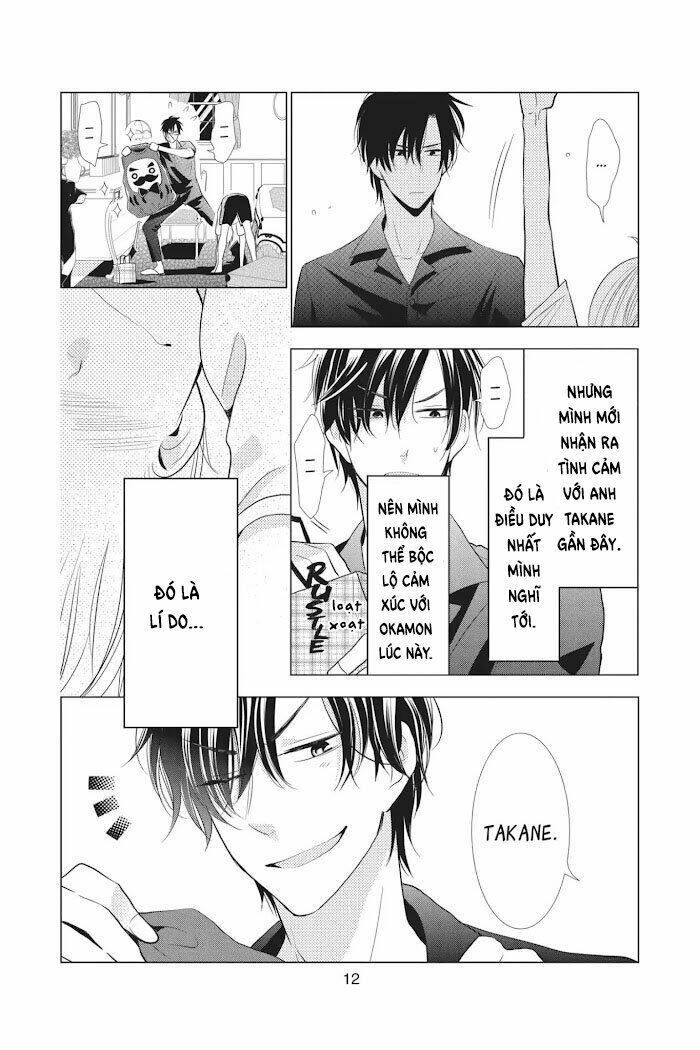 ...
NHƯNG
MÌNH MỚI
NHẬN RA
TÌNH CẢM
VỚI ANH
TAKANE
GẦN ĐÂY.
ĐÓ LÀ
ĐIỀU DUY
NHẤT
MÌNH
NGHĨ
TỚI.
NÊN MÌNH
KHÔNG
THỂ BỘC
LỘ CẢM
XÚC VỚI
OKAMON
LÚC NÀY.
RUSTLE
loạt
xoạt
ĐÓ LÀ
LÍ DO...
TAKANE.
12